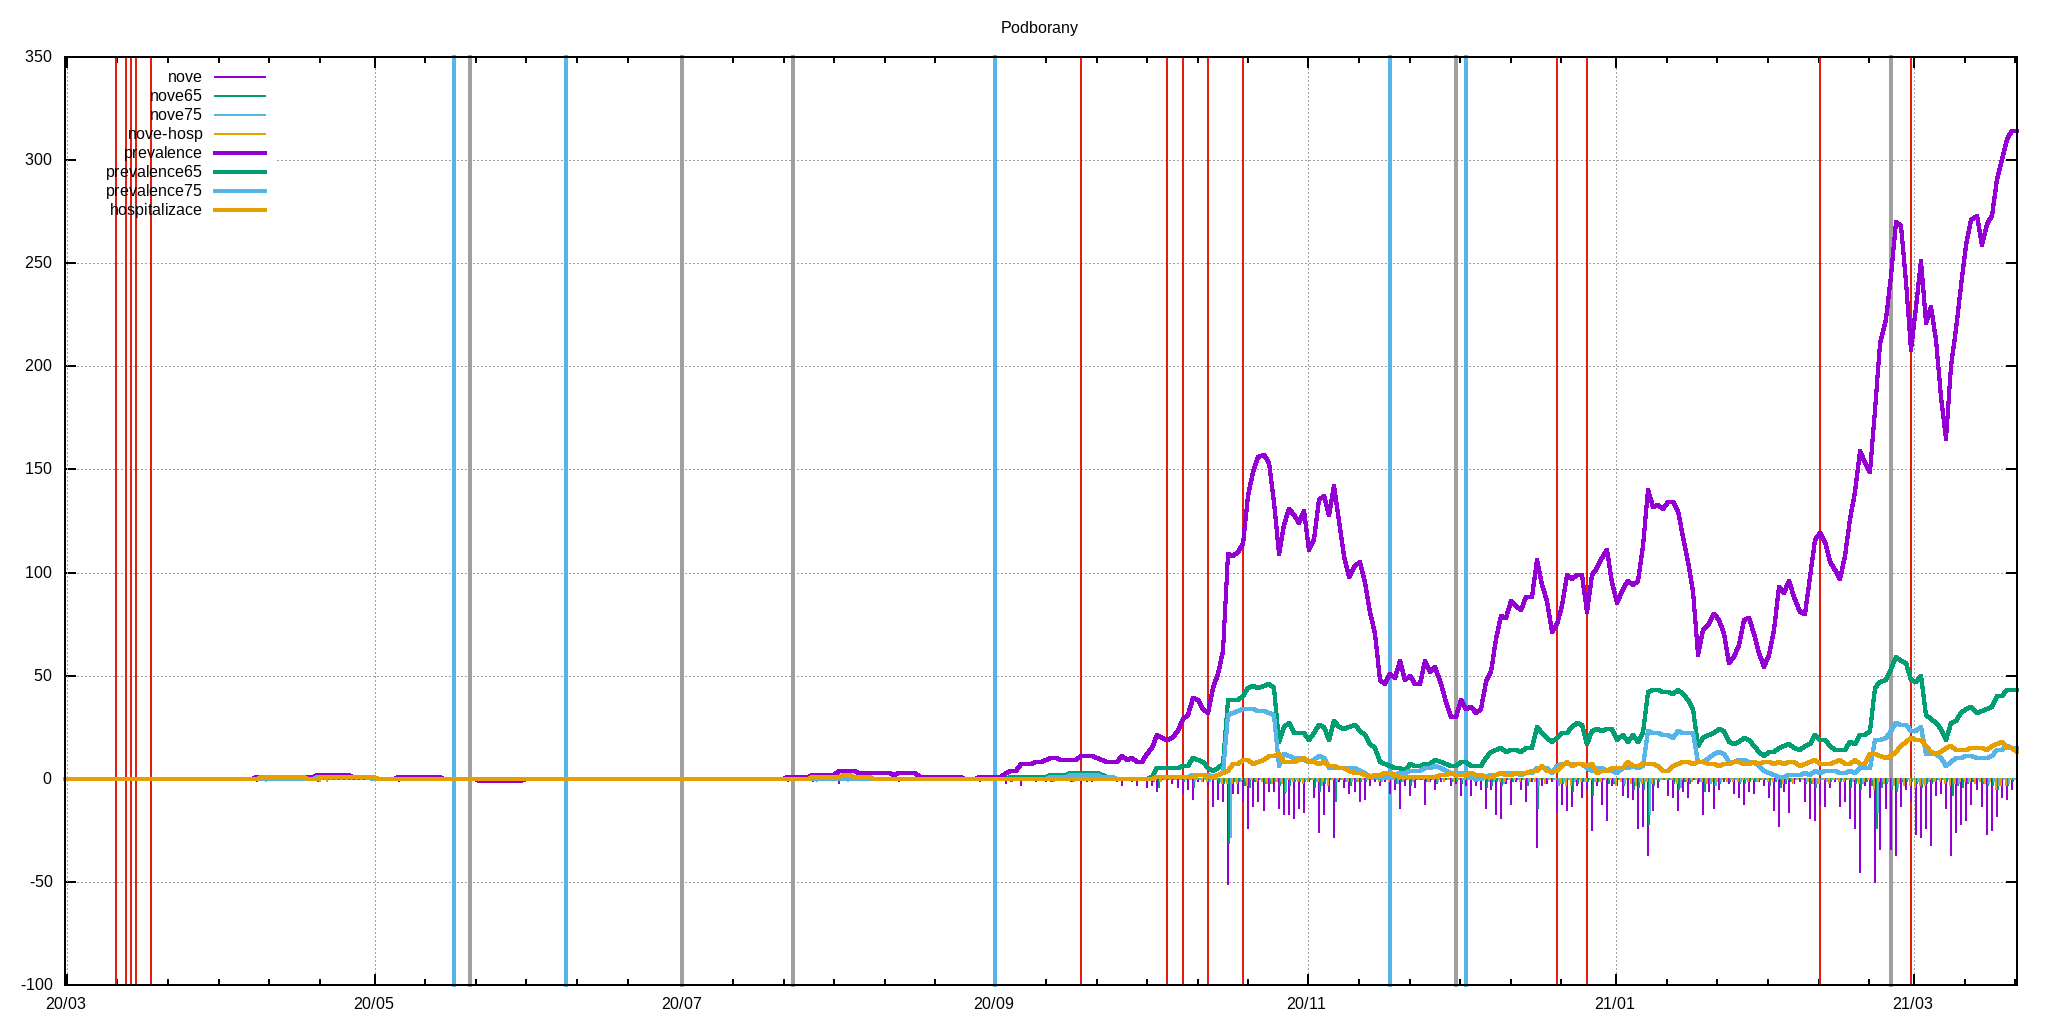 Podborany
350
300
250
200
150
100
50
0
-50
-100
nove
nove65
nove75
nove-hosp
prevalence
prevalence65
prevalence75
hospitalizace
20/03 20/05 20/07 20/09 20/11 21/01 21/03